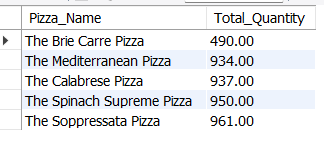 Pizza_Name Total_Quantity
The Brie Carre Pizza 490.00
The Mediterranean Pizza 934.00
The Calabrese Pizza 937.00
The Spinach Supreme Pizza 950.00
The Soppressata Pizza 961.00